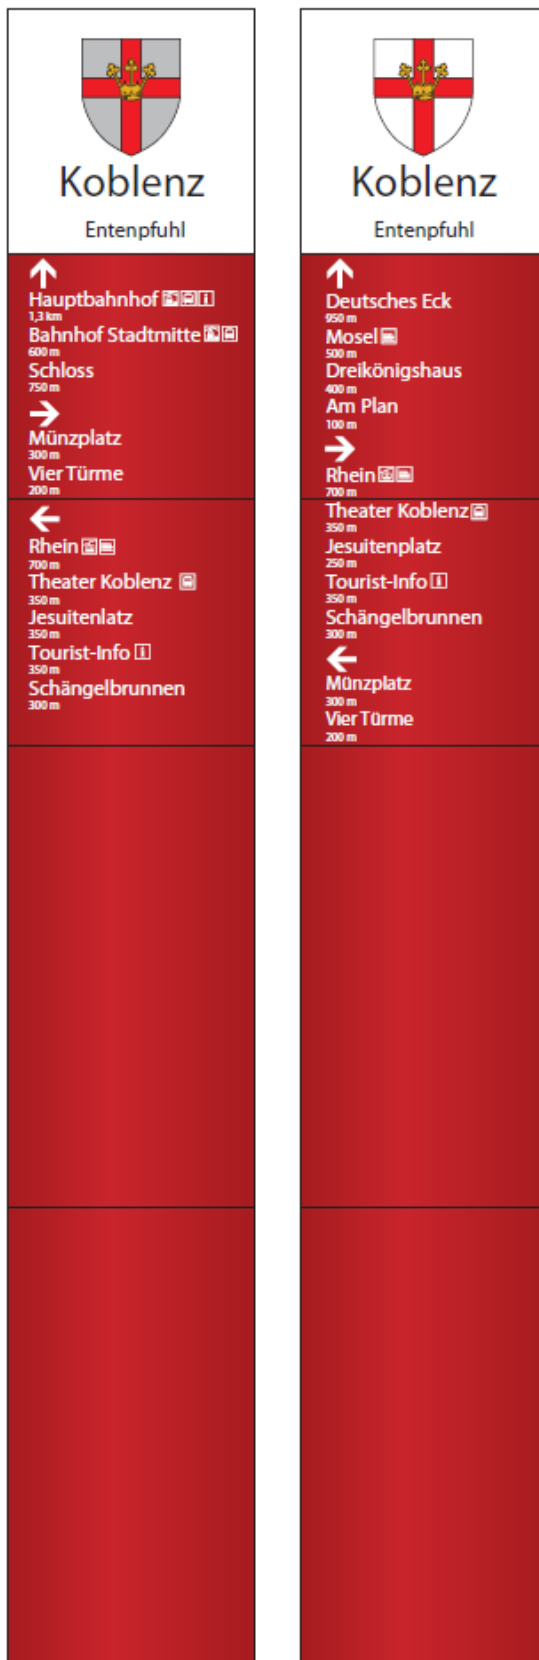 Koblenz
Entenpfuhl
Hauptbahnhof
1,3 km
Bahnhof Stadtmitte
600 m
Schloss
750 m
Münzplatz
300 m
Vier Türme
200 m
Rhein
700 m
Theater Koblenz
350 m
Jesuitenlatz
350 m
Tourist-Info
350 m
Schängelbrunnen
300 m
Koblenz
Entenpfuhl
Deutsches Eck
950 m
Mosel
500 m
Dreikönigshaus
400 m
Am Plan
100 m
Rhein
700 m
Theater Koblenz
350 m
Jesuitenplatz
250 m
Tourist-Info
350 m
Schängelbrunnen
300 m
Münzplatz
300 m
Vier Türme
200 m